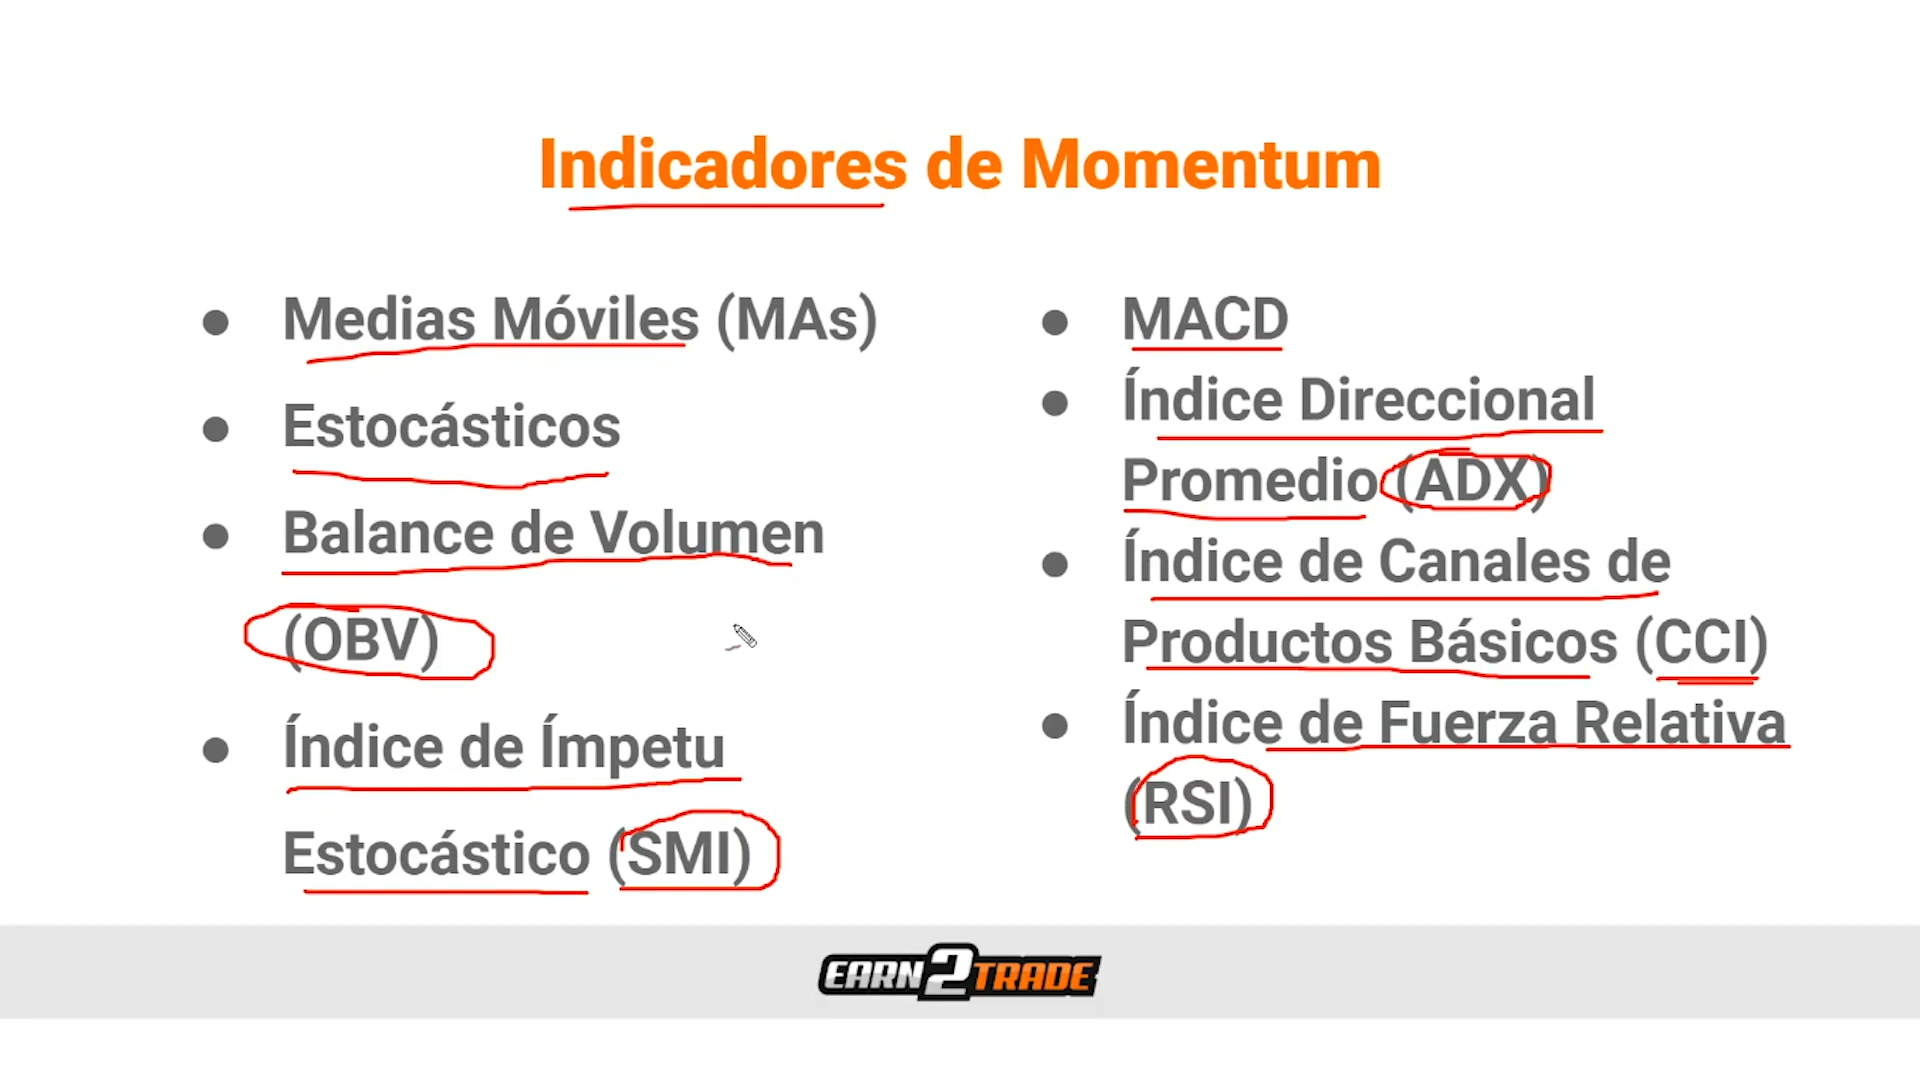 Indicadores de Momentum
● Medias Móviles (MAs)
● Estocásticos
● Balance de Volumen
(OBV)
● Índice de Ímpetu
Estocástico (SMI)
● MACD
● Índice Direccional
Promedio (ADX)
● Índice de Canales de
Productos Básicos (CCI)
● Índice de Fuerza Relativa
(RSI)
EARN2TRADE